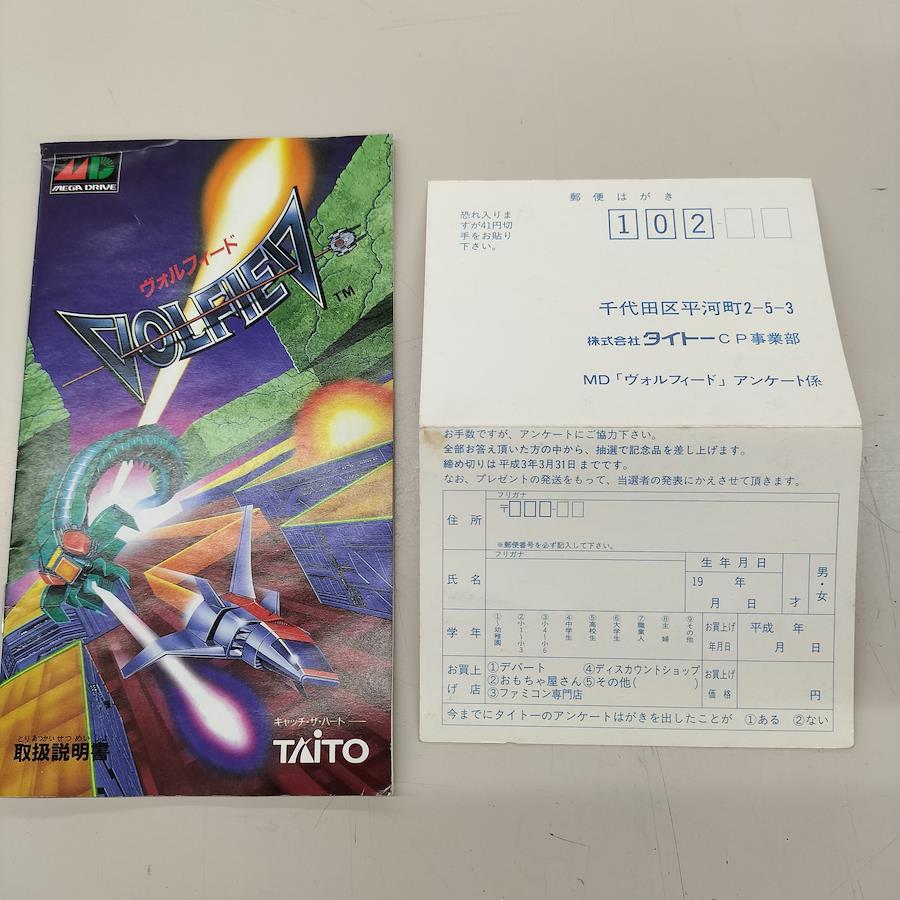 MD
MEGA DRIVE
ヴォルフィード
VOLFIED TM
キャッチ・ザ・ハート
TAITO
とりあつかいせつめいしょ
取扱説明書
郵便はがき
恐れ入りま
すが41円切
手をお貼り
下さい。
102-
千代田区平河町2-5-3
株式会社タイトーCP事業部
MD「ヴォルフィード」アンケート係
お手数ですが、アンケートにご協力下さい。
全部お答え頂いた方の中から、抽選で記念品を差し上げます。
締め切りは平成3年3月31日までです。
なお、プレゼントの発送をもって、当選者の発表にかえさせて頂きます。
住所
フリガナ
〒
※郵便番号を必ず記入して下さい。
氏名
フリガナ
生年月日
19 年
月 日
才
男・女
学年
①〜幼稚園
②小1〜小3
③小4〜小6
④中学生
⑤高校生
⑥大学生
⑦職業人
⑧主婦
⑨その他
お買上げ
年月日
平成 年
月 日
お買上
げ店
①デパート ④ディスカウントショップ
②おもちゃ屋さん ⑤その他( )
③ファミコン専門店
お買上げ
価格
円
今までにタイトーのアンケートはがきを出したことが ①ある ②ない